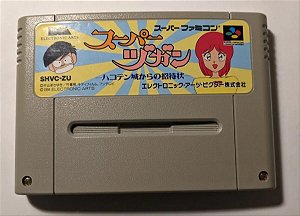 スーパーファミコン
ELECTRONIC ARTS
スーパー
ヅガン
SHVC-ZU
ハコテン城からの招待状
エレクトロニック・アーツ・ビクター株式会社